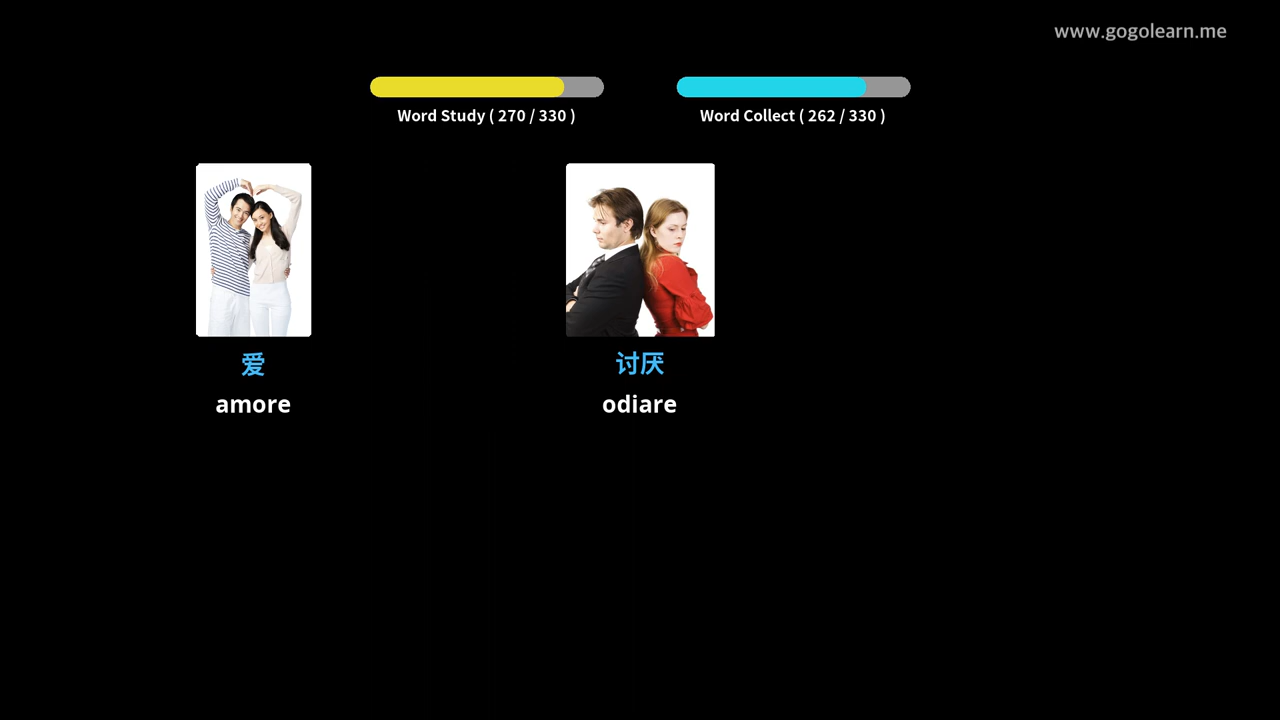 www.gogolearn.me
Word Study ( 270 / 330 )
Word Collect ( 262 / 330 )
爱
amore
讨厌
odiare